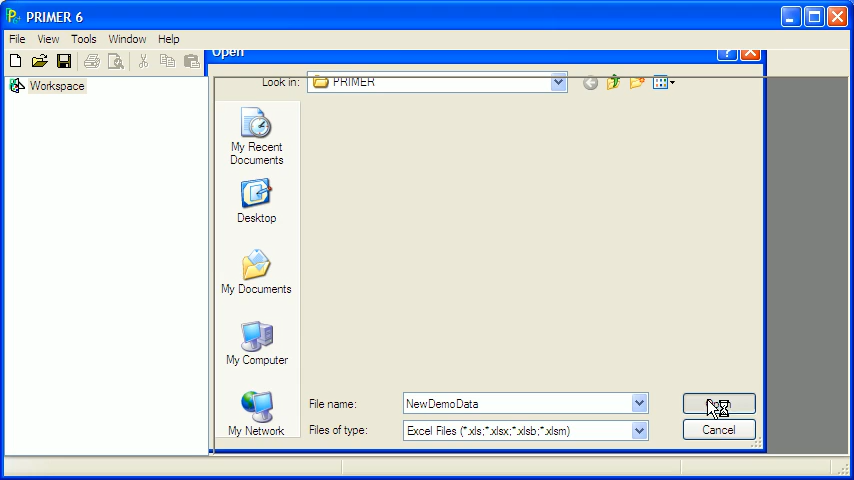 PRIMER 6
File View Tools Window Help
Open
Workspace
Look in: PRIMER
My Recent
Documents
Desktop
My Documents
My Computer
My Network
File name: NewDemoData
Files of type: Excel Files (*.xls;*.xlsx;*.xlsb;*.xlsm)
Cancel